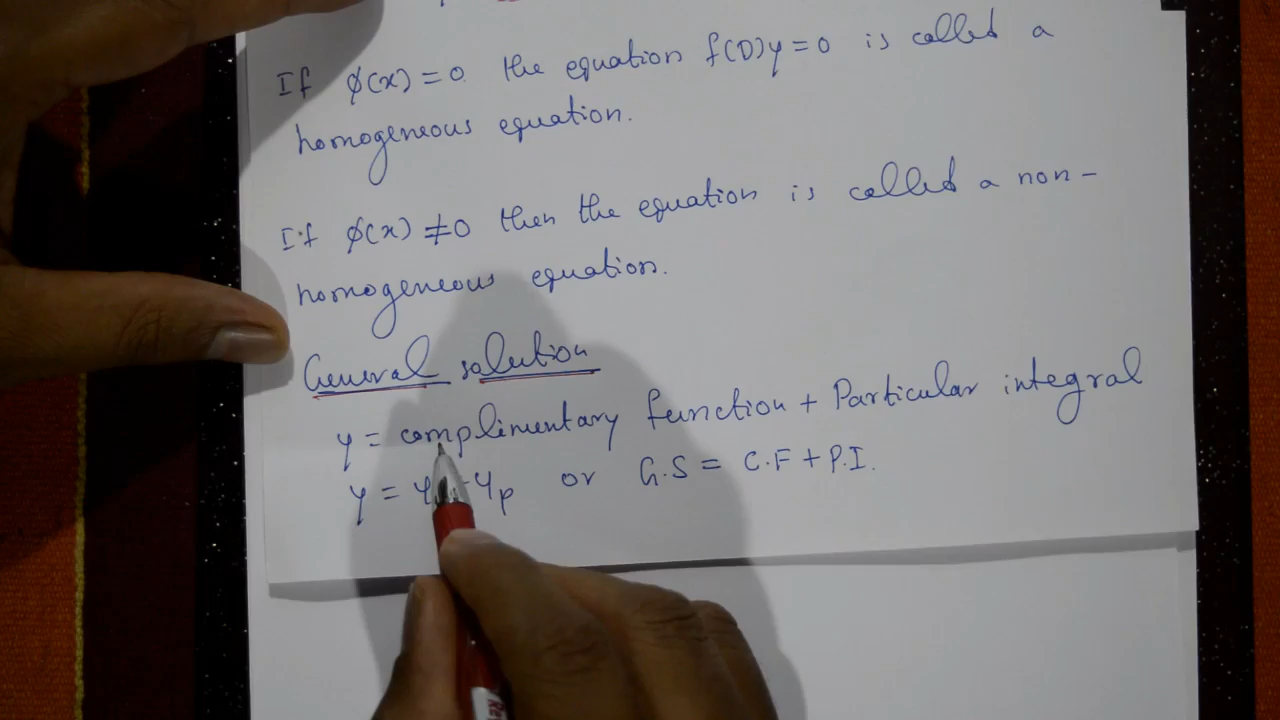 If ϕ(x) = 0 the equation f(D)y = 0 is called a
homogeneous equation.
If ϕ(x) ≠ 0 then the equation is called a non-
homogeneous equation.
General solution
y = complimentary function + Particular integral
y = y yp or G.S = C.F + P.I.